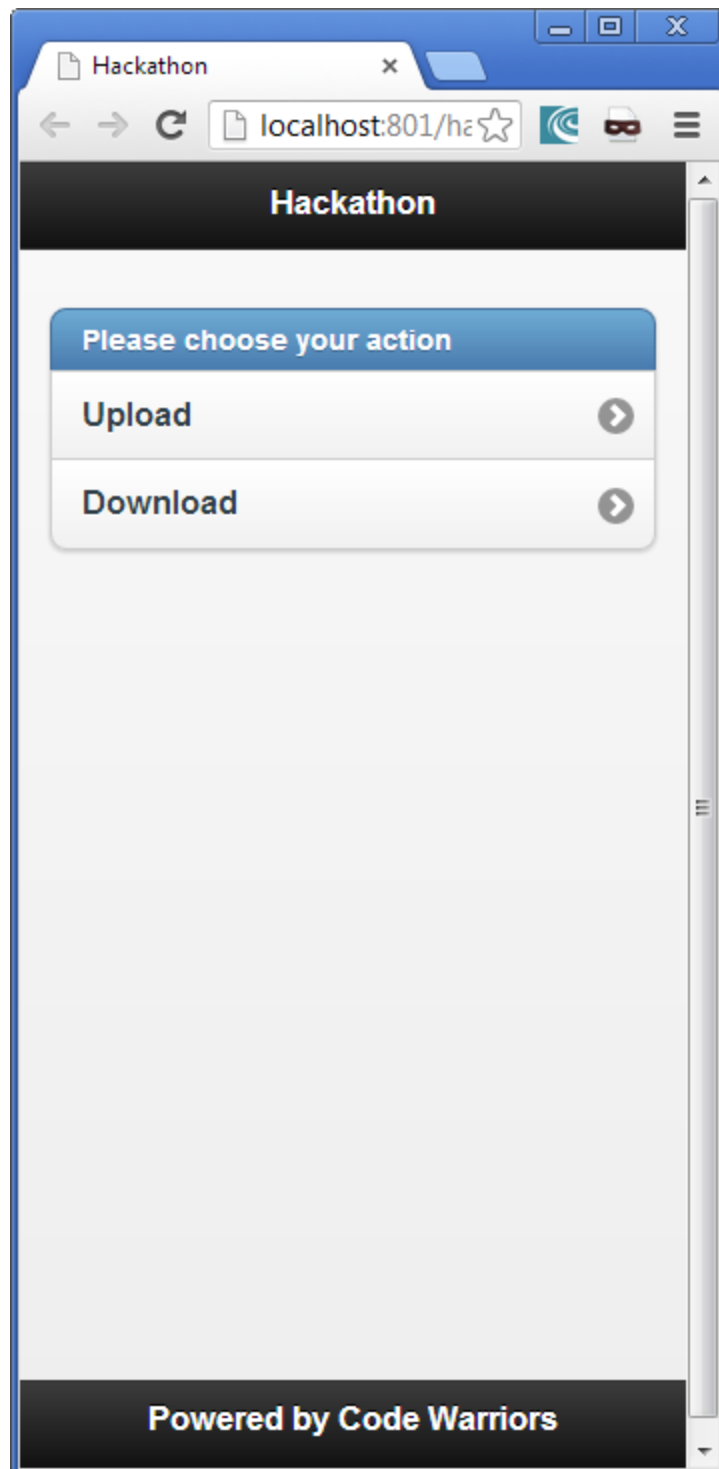 Hackathon
localhost:801/ha
Hackathon
Please choose your action
Upload
Download
Powered by Code Warriors